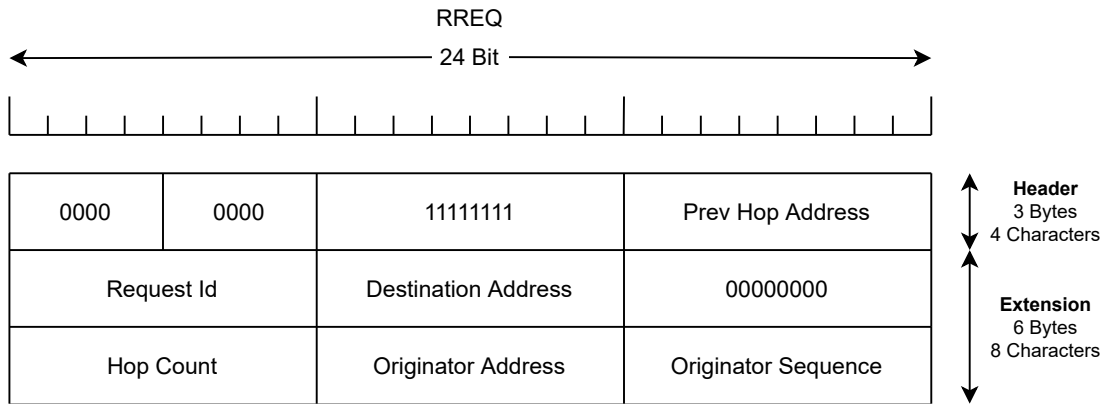 RREQ
24 Bit
0000 0000 11111111 Prev Hop Address
Header
3 Bytes
4 Characters
Request Id Destination Address 00000000
Extension
6 Bytes
8 Characters
Hop Count Originator Address Originator Sequence